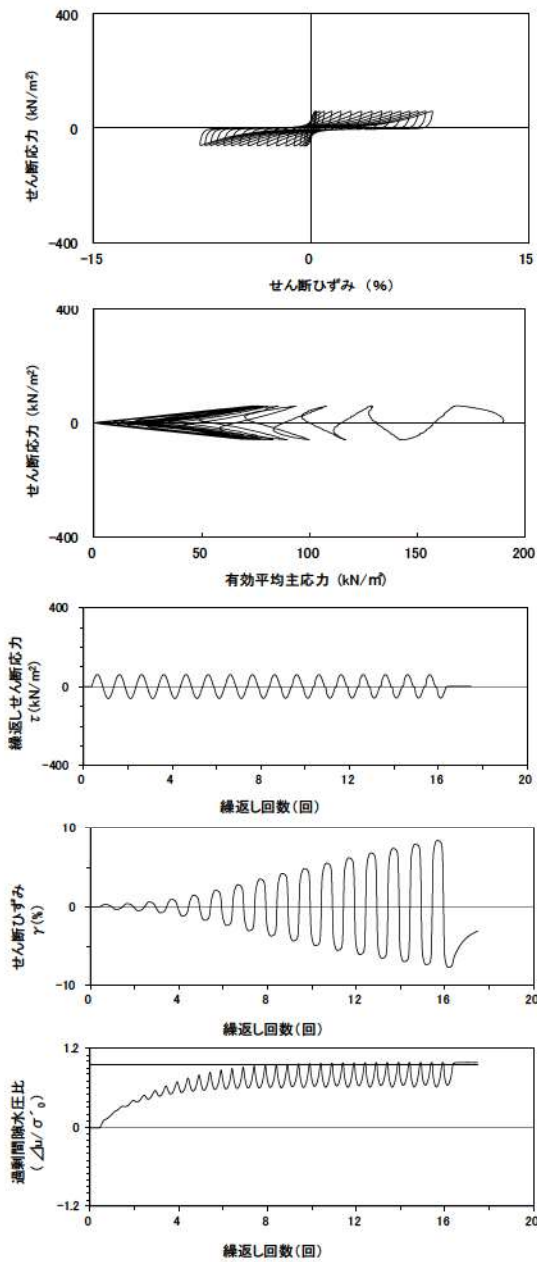 400
0
-400
せん断応力 (kN/m²)
-15 0 15
せん断ひずみ (%)
400
0
-400
せん断応力 (kN/m²)
0 50 100 150 200
有効平均主応力 (kN/㎡)
400
0
-400
繰返しせん断応力
τ(kN/m²)
0 4 8 12 16 20
繰返し回数(回)
10
0
-10
せん断ひずみ
γ(%)
0 4 8 12 16 20
繰返し回数(回)
1.2
0
-1.2
過剰間隙水圧比
(⊿u/σ´₀)
0 4 8 12 16 20
繰返し回数(回)